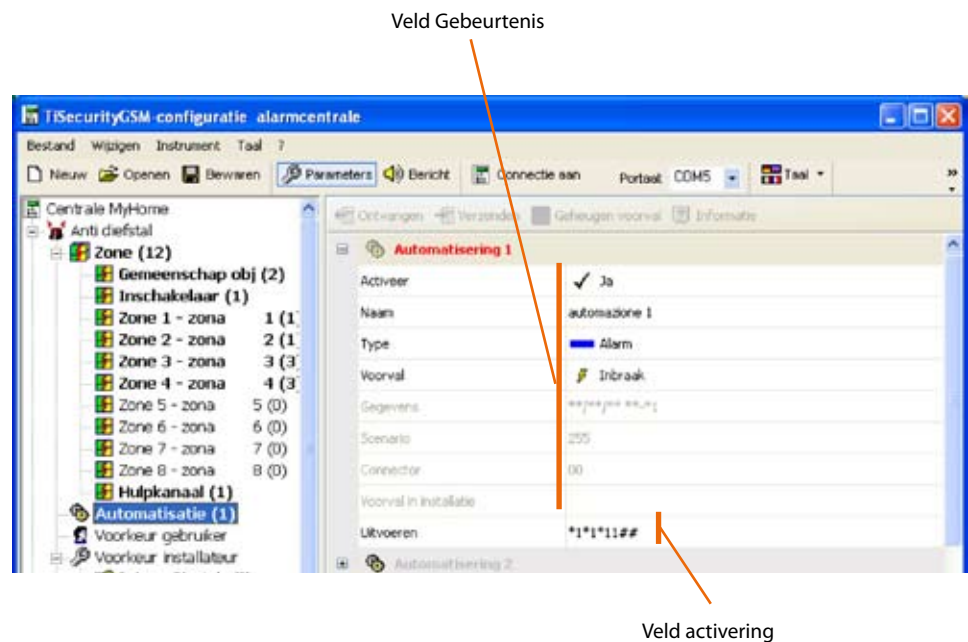 Veld Gebeurtenis
TiSecurityGSM-configuratie alarmcentrale
Bestand Wijzigen Instrument Taal ?
Nieuw Openen Bewaren Parameters Bericht Connectie aan Portaal COM5 Taal
Centrale MyHome
Anti diefstal
Zone (12)
Gemeenschap obj (2)
Inschakelaar (1)
Zone 1 - zona 1 (1
Zone 2 - zona 2 (1
Zone 3 - zona 3 (3
Zone 4 - zona 4 (3
Zone 5 - zona 5 (0)
Zone 6 - zona 6 (0)
Zone 7 - zona 7 (0)
Zone 8 - zona 8 (0)
Hulpkanaal (1)
Automatisatie (1)
Voorkeur gebruiker
Voorkeur installateur
Ontvangen Verzenden Geheugen voorval Informatie
Automatisering 1
Activeer Ja
Naam automazione 1
Type Alarm
Voorval Inbraak
Gegevens
Scenario 255
Connector 00
Voorval in installatie
Uitvoeren *1*1*11##
Automatisering 2
Veld activering